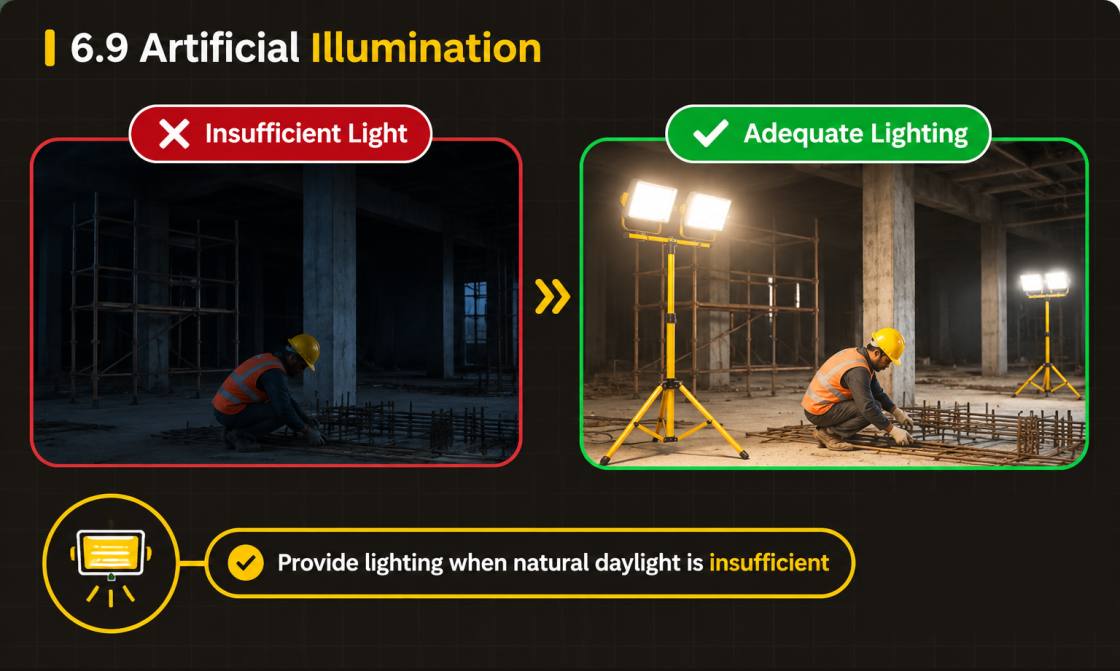 6.9 Artificial Illumination
Insufficient Light
Adequate Lighting
Provide lighting when natural daylight is insufficient